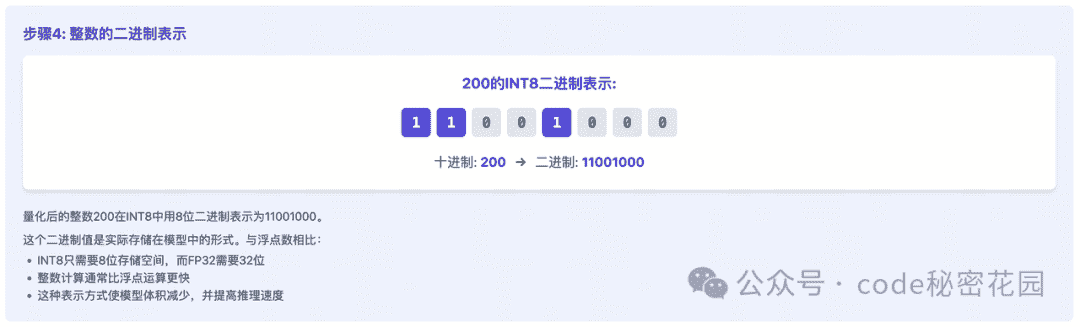 步骤4: 整数的二进制表示
200的INT8二进制表示:
1 1 0 0 1 0 0 0
十进制: 200 → 二进制: 11001000
量化后的整数200在INT8中用8位二进制表示为11001000。
这个二进制值是实际存储在模型中的形式。与浮点数相比：
• INT8只需要8位存储空间，而FP32需要32位
• 整数计算通常比浮点运算更快
• 这种表示方式使模型体积减少，并提高推理速度
公众号 · code秘密花园